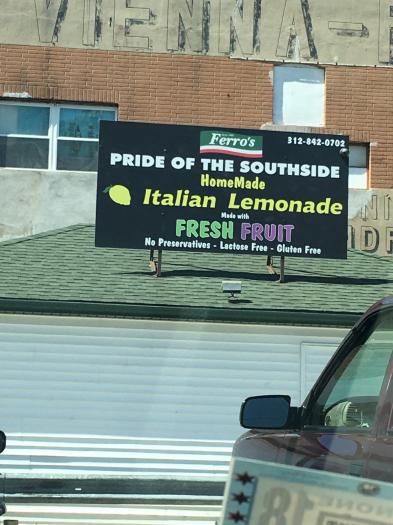 VIENNA-
Ferro's
312-842-0702
PRIDE OF THE SOUTHSIDE
HomeMade
Italian Lemonade
Made with
FRESH FRUIT
No Preservatives - Lactose Free - Gluten Free